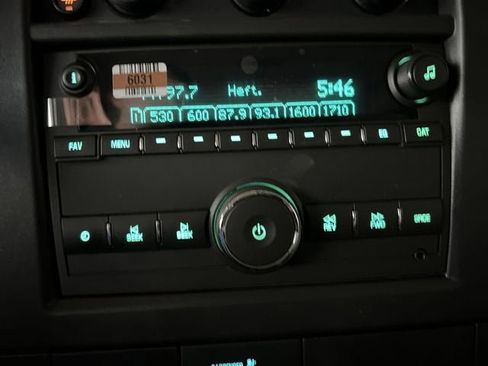 6031
97.7 Heft. 5:46
530 600 87.9 93.1 1600 1710
FAV MENU EQ CAT
SEEK SEEK REV FWD
PASSENGER